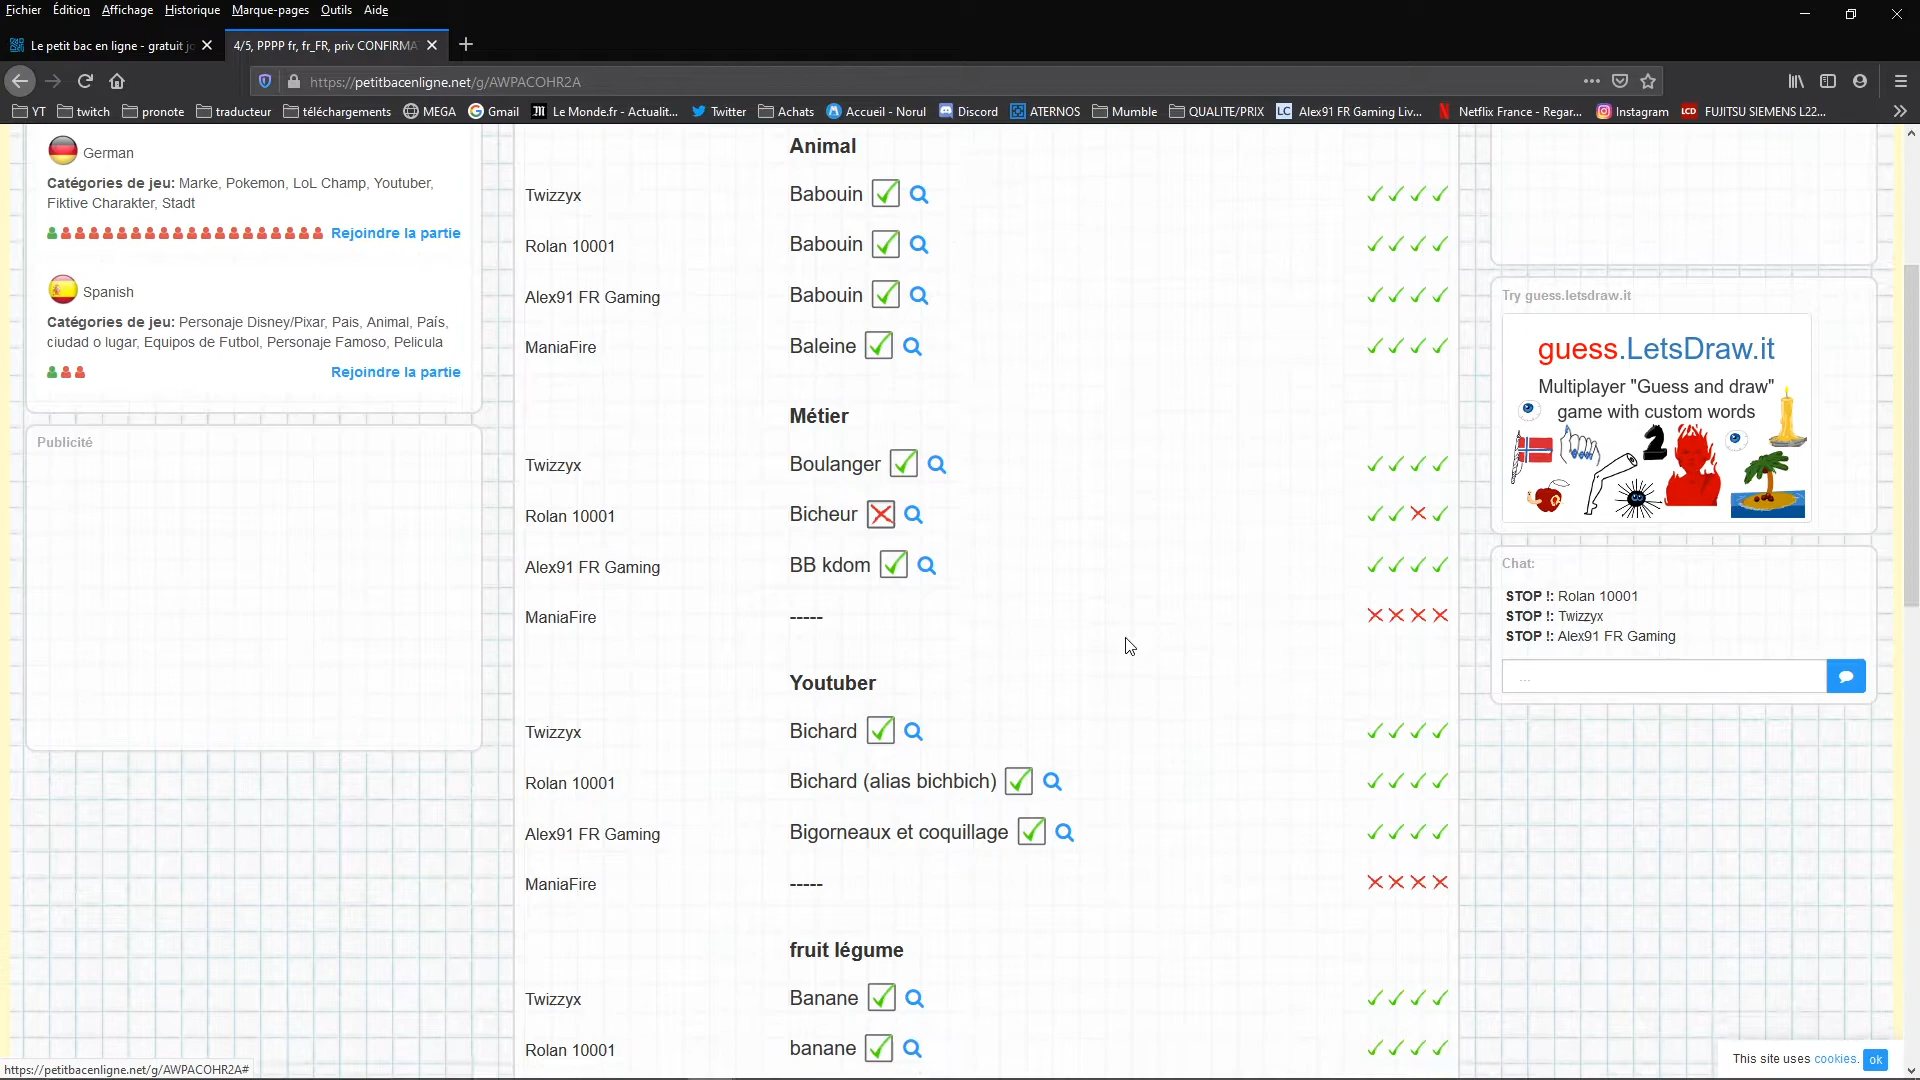 Fichier Édition Affichage Historique Marque-pages Outils Aide
Le petit bac en ligne - gratuit jo
4/5, PPPP fr, fr_FR, priv CONFIRMA
https://petitbacenligne.net/g/AWPACOHR2A
YT twitch pronote traducteur téléchargements MEGA Gmail Le Monde.fr - Actualit... Twitter Achats Accueil - Norul Discord ATERNOS Mumble QUALITE/PRIX LC Alex91 FR Gaming Liv... Netflix France - Regar... Instagram LCD FUJITSU SIEMENS L22...
German
Catégories de jeu: Marke, Pokemon, LoL Champ, Youtuber,
Fiktive Charakter, Stadt
Rejoindre la partie
Spanish
Catégories de jeu: Personaje Disney/Pixar, Pais, Animal, País,
ciudad o lugar, Equipos de Futbol, Personaje Famoso, Pelicula
Rejoindre la partie
Publicité
Animal
Twizzyx Babouin
Rolan 10001 Babouin
Alex91 FR Gaming Babouin
ManiaFire Baleine
Métier
Twizzyx Boulanger
Rolan 10001 Bicheur
Alex91 FR Gaming BB kdom
ManiaFire -----
Youtuber
Twizzyx Bichard
Rolan 10001 Bichard (alias bichbich)
Alex91 FR Gaming Bigorneaux et coquillage
ManiaFire -----
fruit légume
Twizzyx Banane
Rolan 10001 banane
Try guess.letsdraw.it
guess.LetsDraw.it
Multiplayer "Guess and draw"
game with custom words
Chat:
STOP !: Rolan 10001
STOP !: Twizzyx
STOP !: Alex91 FR Gaming
...
This site uses cookies. ok
https://petitbacenligne.net/g/AWPACOHR2A#